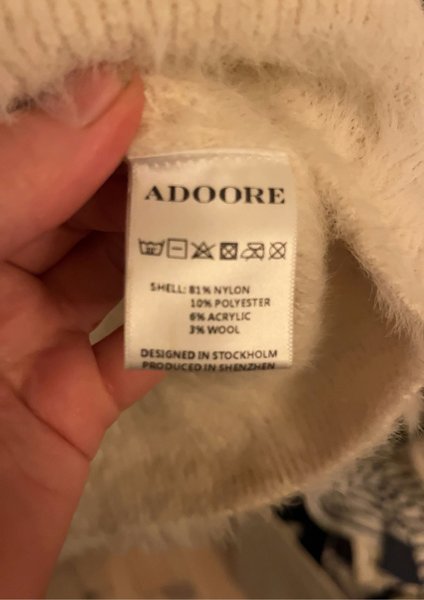 ADOORE
SHELL: 81% NYLON
10% POLYESTER
6% ACRYLIC
3% WOOL
DESIGNED IN STOCKHOLM
PRODUCED IN SHENZHEN